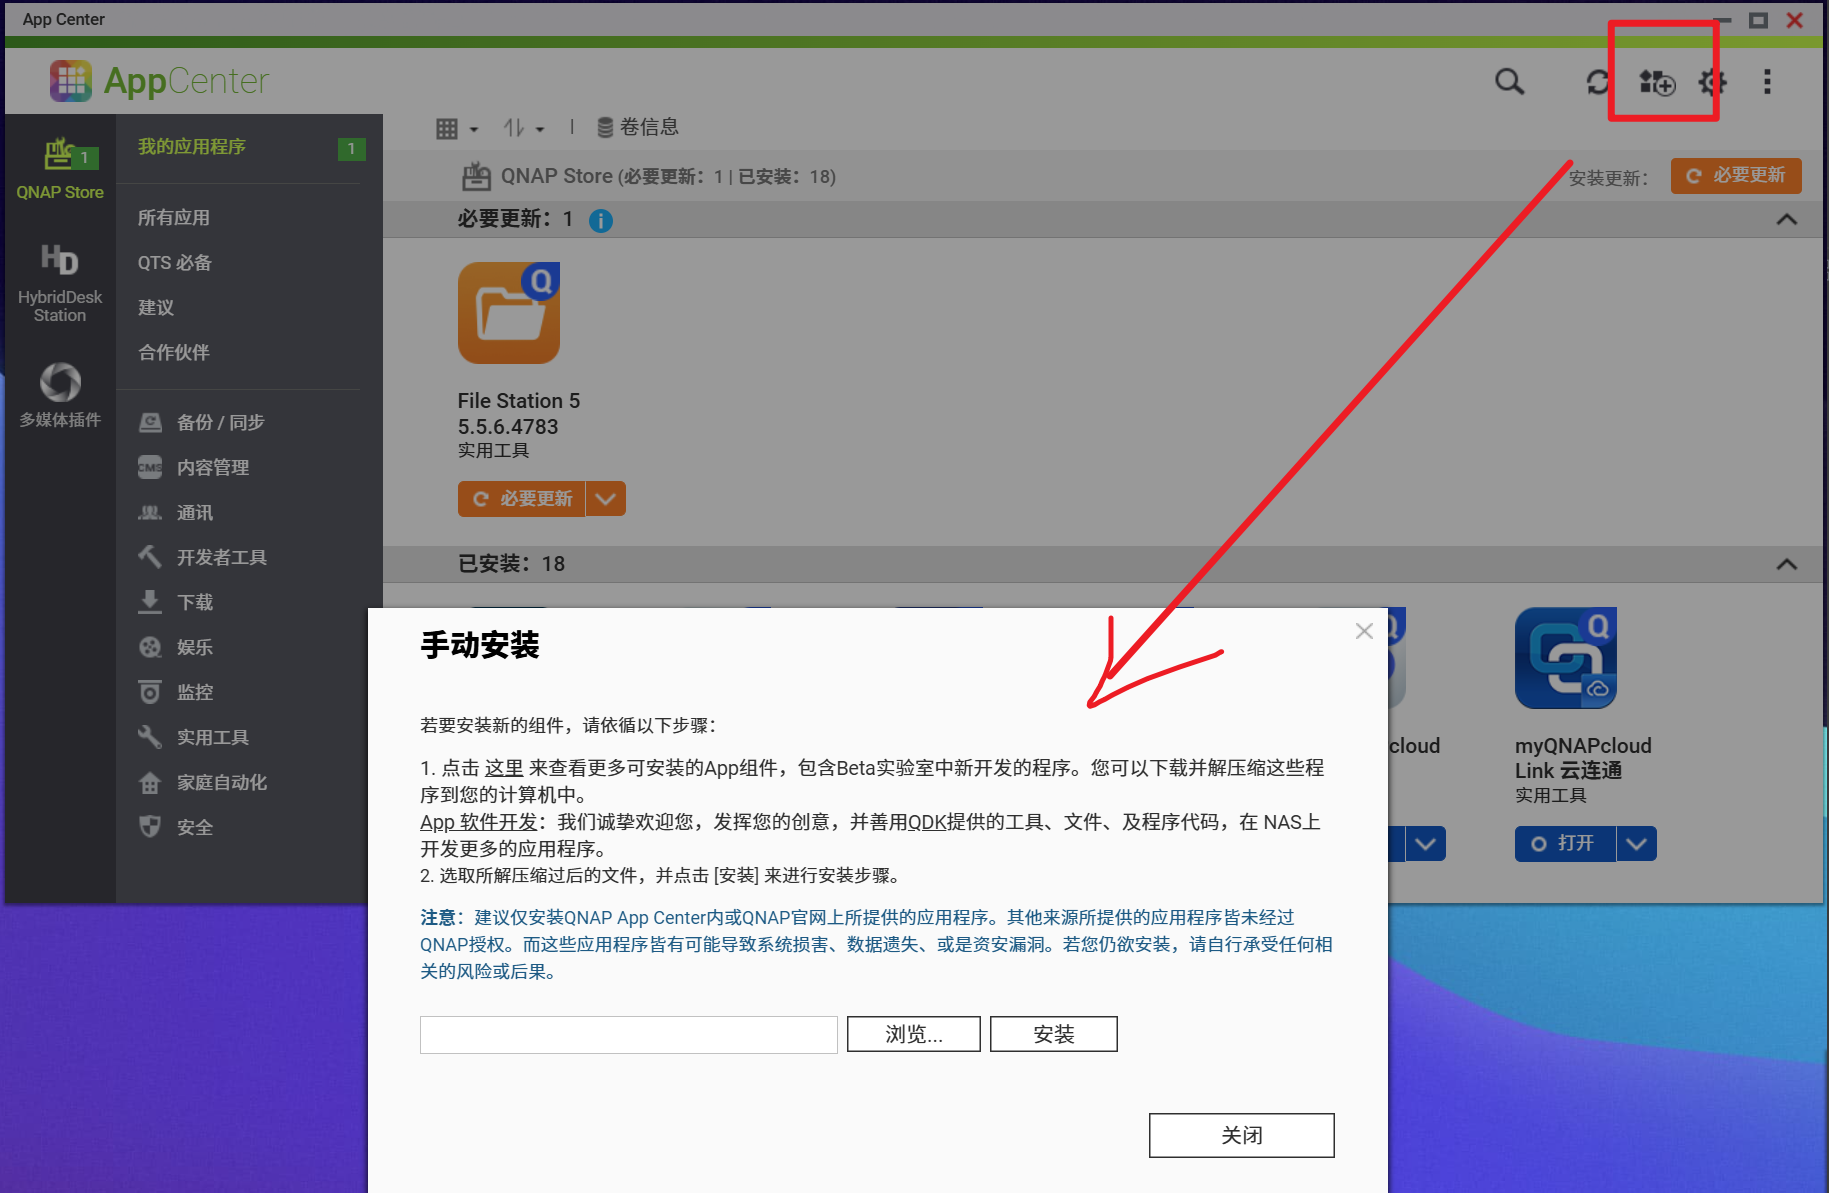 App Center
AppCenter
1
QNAP Store
HD
HybridDesk
Station
多媒体插件
我的应用程序
1
所有应用
QTS 必备
建议
合作伙伴
备份 / 同步
CMS
内容管理
通讯
开发者工具
下载
娱乐
监控
实用工具
家庭自动化
安全
卷信息
QNAP Store (必要更新：1 | 已安装：18)
安装更新：
必要更新
必要更新：1
i
Q
File Station 5
5.5.6.4783
实用工具
必要更新
已安装：18
Q
cloud
Q
myQNAPcloud
Link 云连通
实用工具
打开
手动安装
若要安装新的组件，请依循以下步骤：
1. 点击 这里 来查看更多可安装的App组件，包含Beta实验室中新开发的程序。您可以下载并解压缩这些程
序到您的计算机中。
App 软件开发：我们诚挚欢迎您，发挥您的创意，并善用QDK提供的工具、文件、及程序代码，在 NAS上
开发更多的应用程序。
2. 选取所解压缩过后的文件，并点击 [安装] 来进行安装步骤。
注意：建议仅安装QNAP App Center内或QNAP官网上所提供的应用程序。其他来源所提供的应用程序皆未经过
QNAP授权。而这些应用程序皆有可能导致系统损害、数据遗失、或是资安漏洞。若您仍欲安装，请自行承受任何相
关的风险或后果。
浏览...
安装
关闭